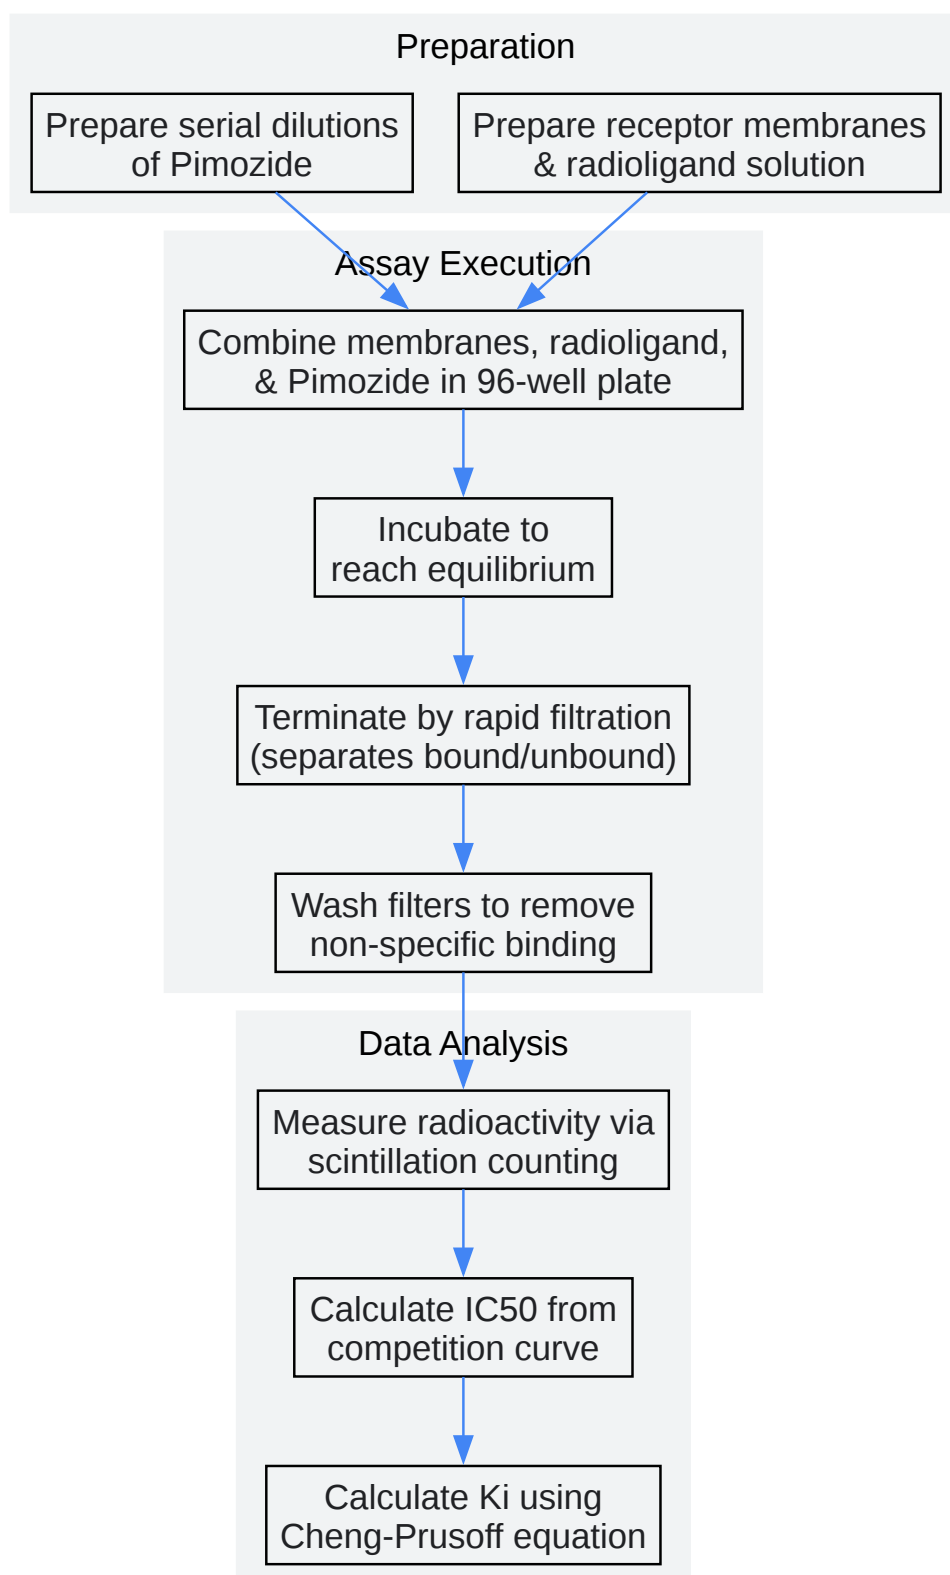 Preparation
Prepare serial dilutions
of Pimozide
Prepare receptor membranes
& radioligand solution
Assay Execution
Combine membranes, radioligand,
& Pimozide in 96-well plate
Incubate to
reach equilibrium
Terminate by rapid filtration
(separates bound/unbound)
Wash filters to remove
non-specific binding
Data Analysis
Measure radioactivity via
scintillation counting
Calculate IC50 from
competition curve
Calculate Ki using
Cheng-Prusoff equation